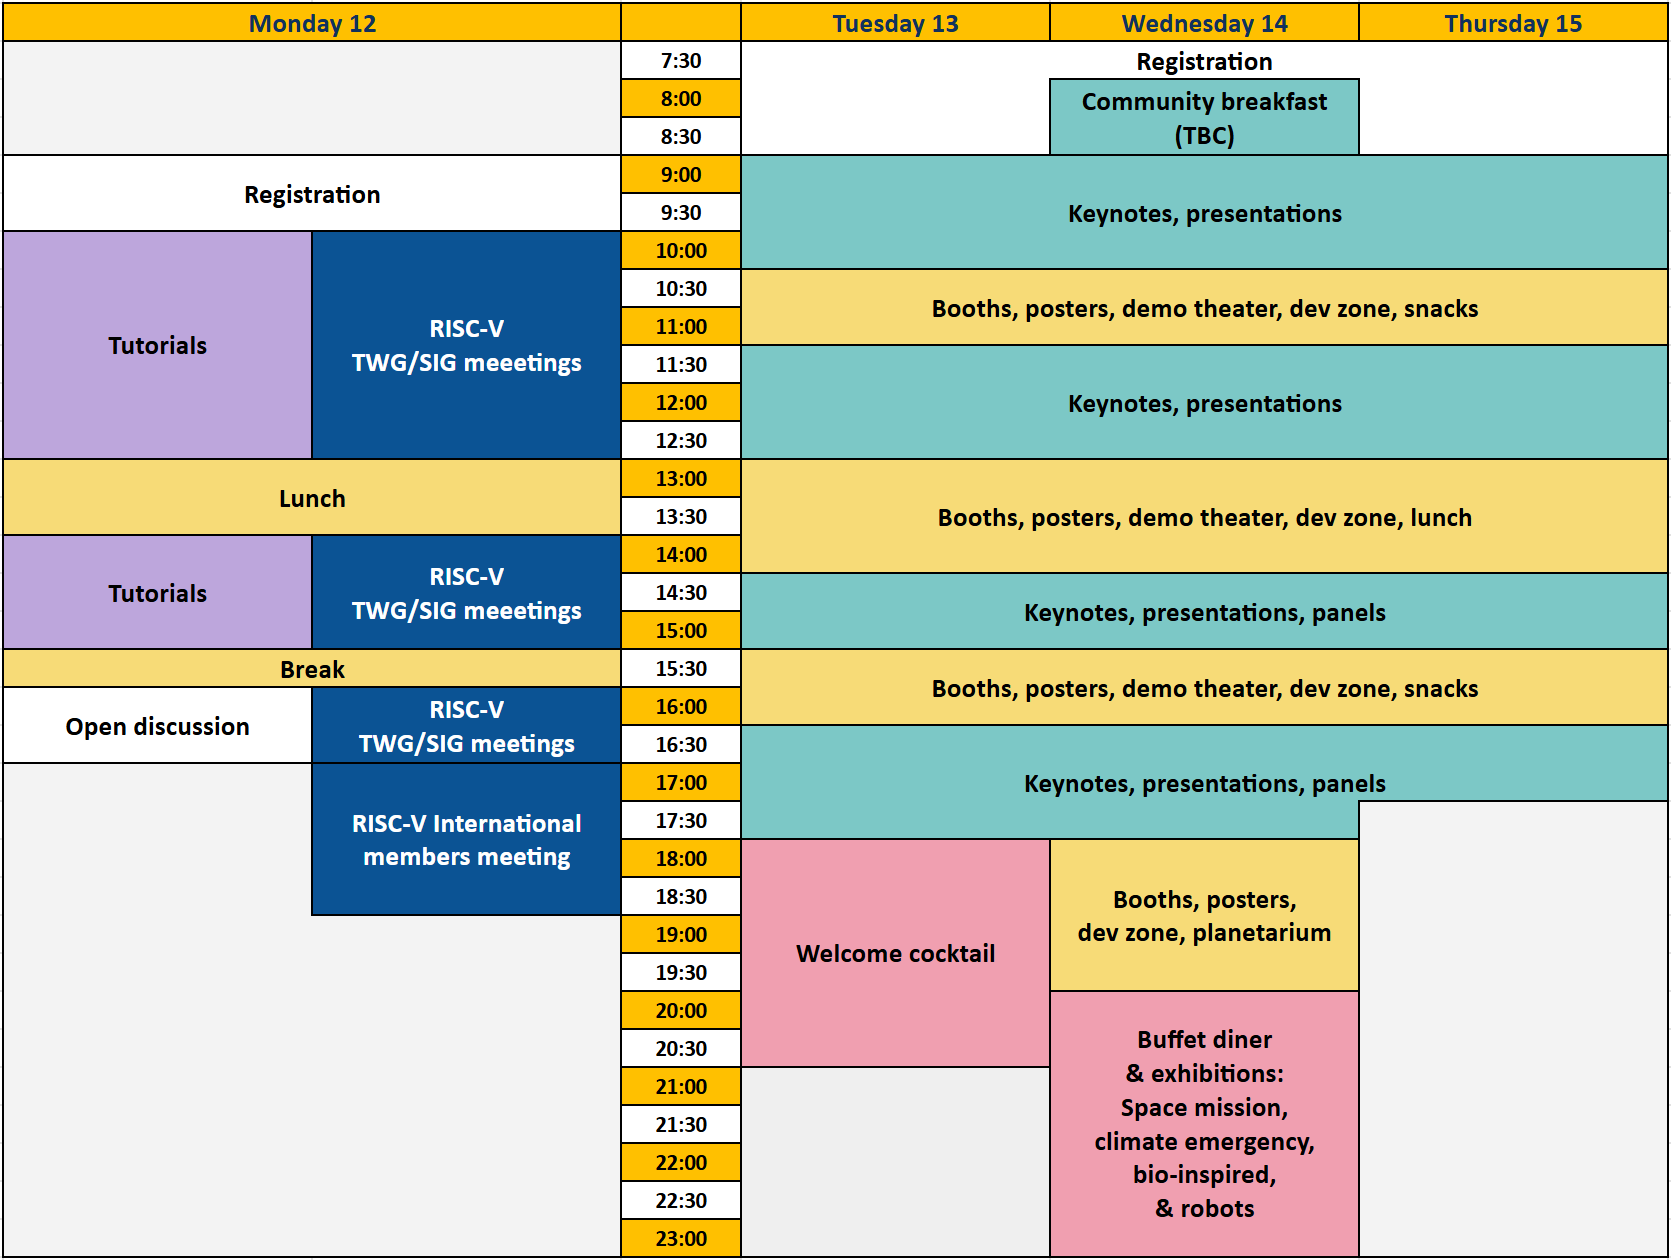 Monday 12
Tuesday 13
Wednesday 14
Thursday 15
7:30
Registration
8:00
Community breakfast
(TBC)
8:30
Registration
9:00
Keynotes, presentations
9:30
Tutorials
RISC-V
TWG/SIG meeetings
10:00
10:30
Booths, posters, demo theater, dev zone, snacks
11:00
11:30
Keynotes, presentations
12:00
12:30
Lunch
13:00
Booths, posters, demo theater, dev zone, lunch
13:30
Tutorials
RISC-V
TWG/SIG meeetings
14:00
14:30
Keynotes, presentations, panels
15:00
Break
15:30
Booths, posters, demo theater, dev zone, snacks
Open discussion
RISC-V
TWG/SIG meetings
16:00
16:30
Keynotes, presentations, panels
RISC-V International
members meeting
17:00
17:30
18:00
Welcome cocktail
Booths, posters,
dev zone, planetarium
18:30
19:00
19:30
20:00
Buffet diner
& exhibitions:
Space mission,
climate emergency,
bio-inspired,
& robots
20:30
21:00
21:30
22:00
22:30
23:00